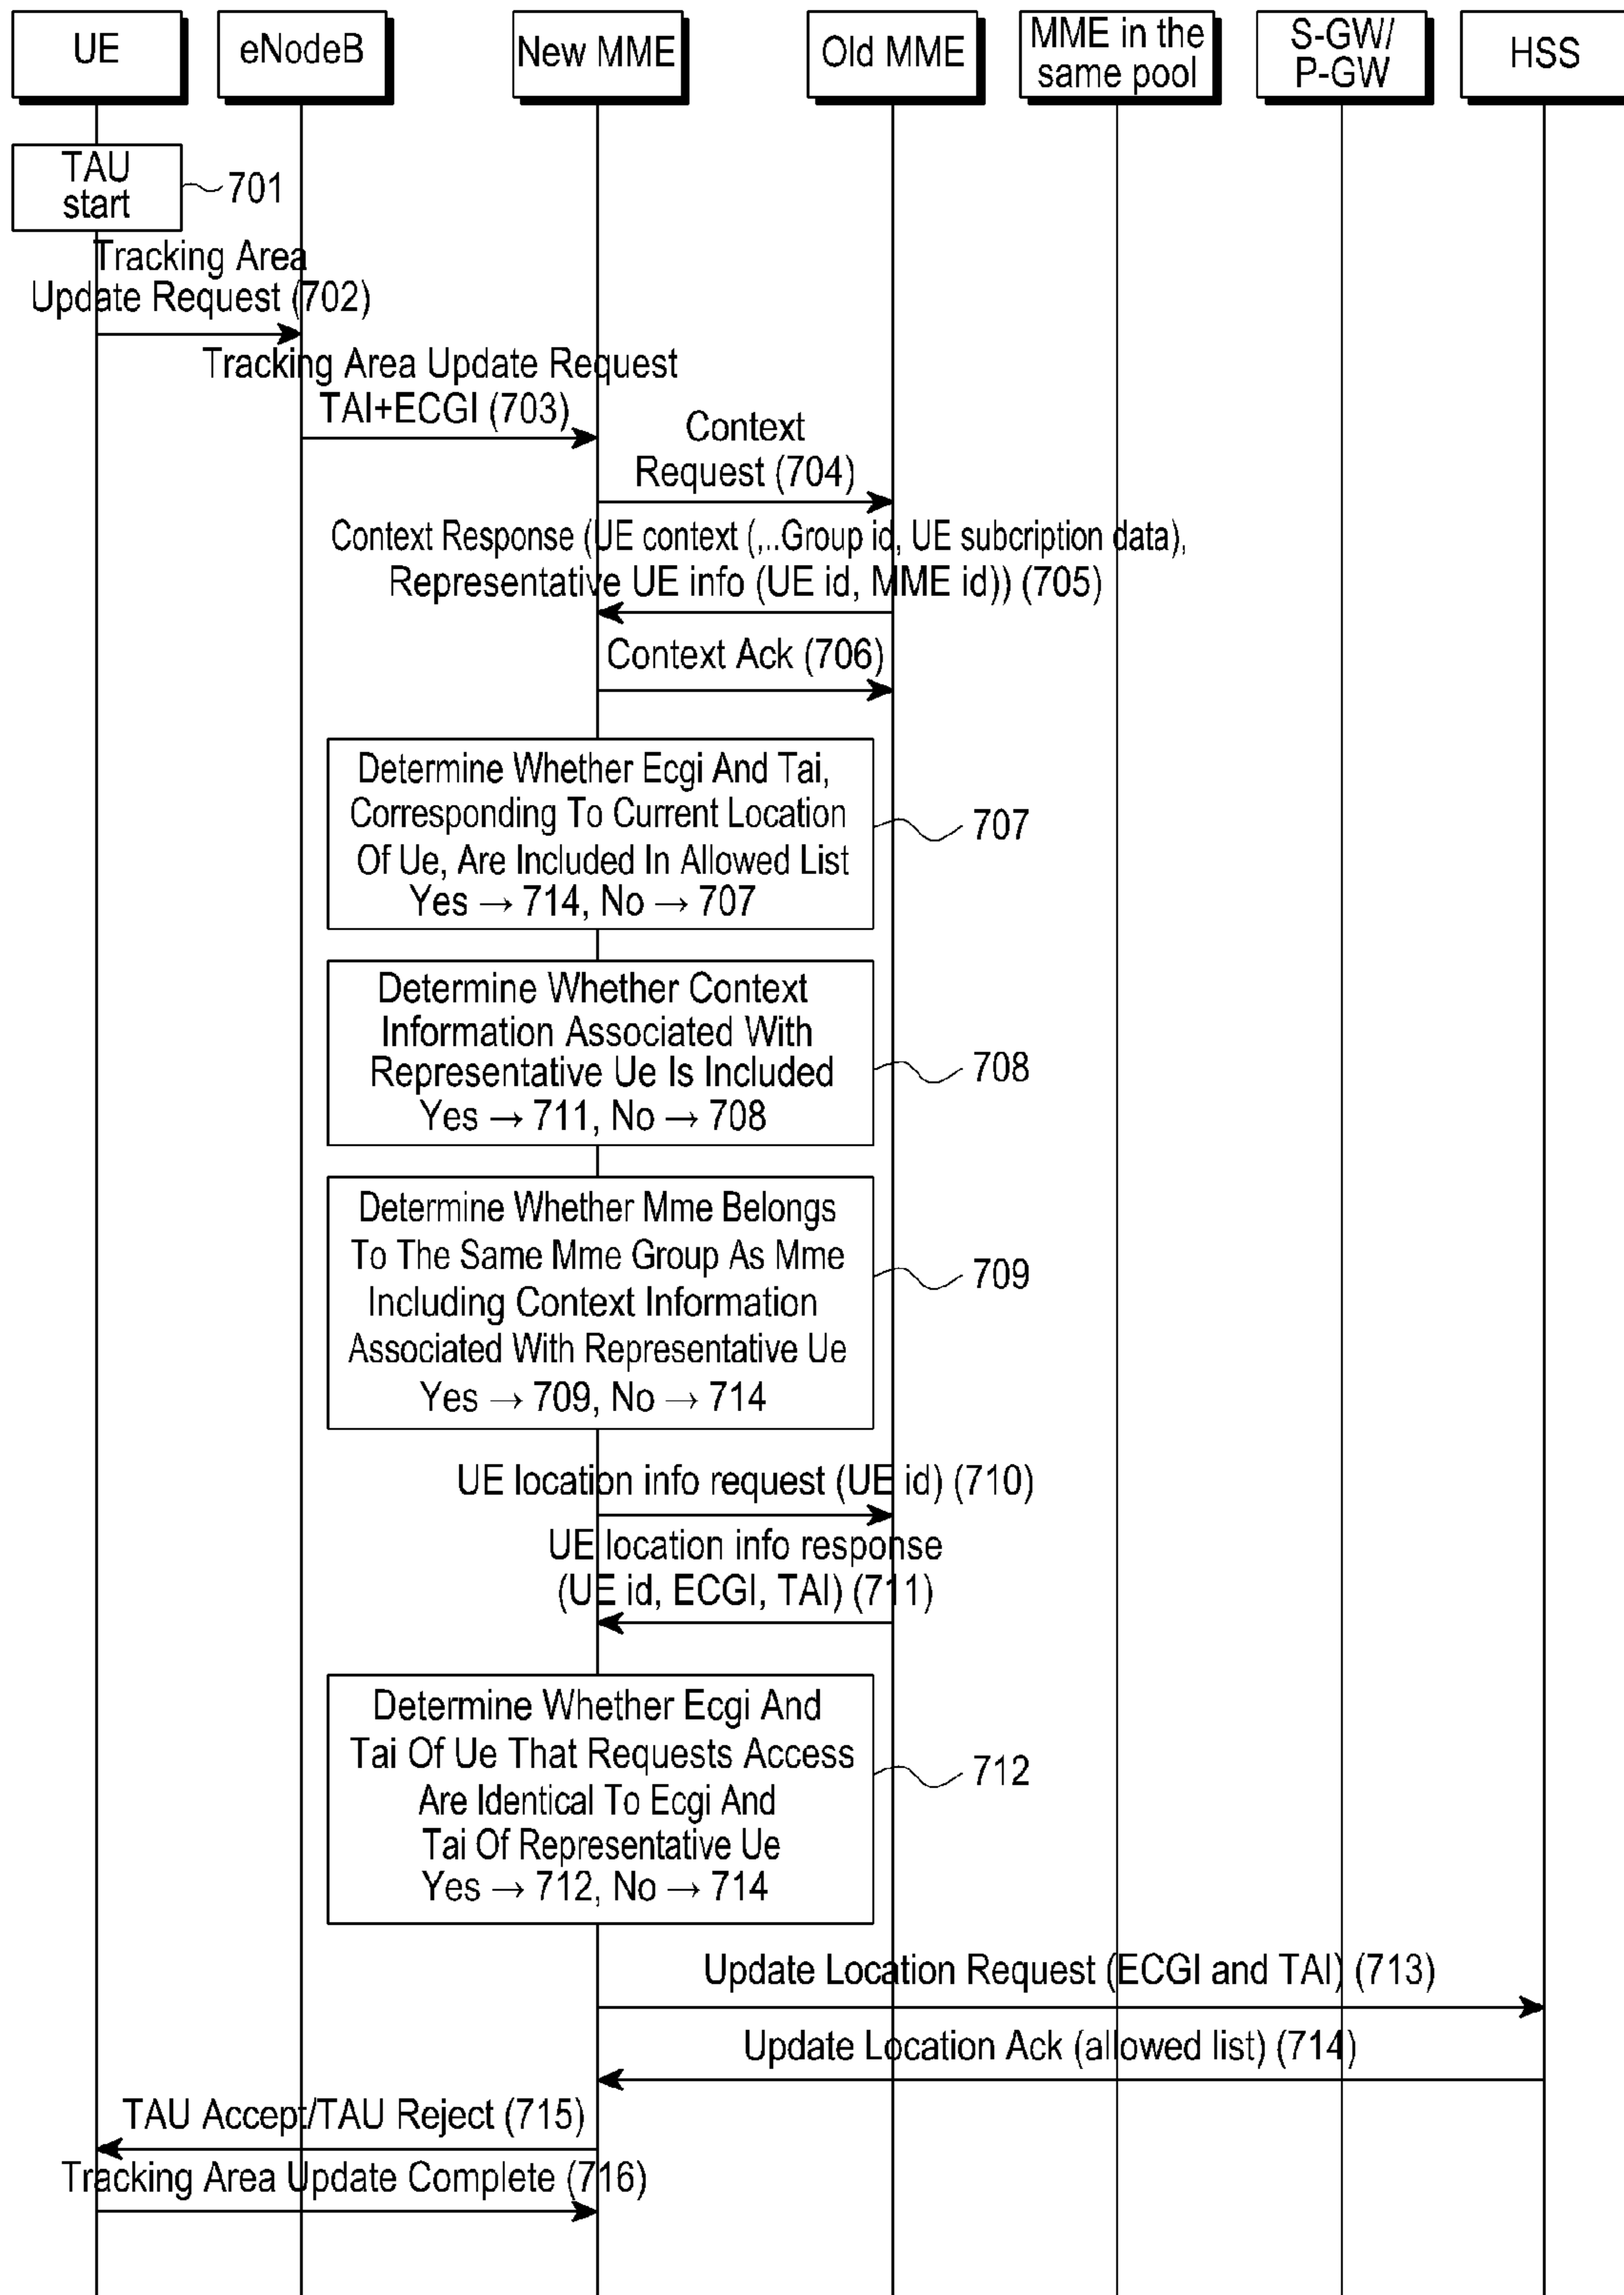 UE
eNodeB
New MME
Old MME
MME in the
same pool
S-GW/
P-GW
HSS
TAU
start
701
Tracking Area
Update Request (702)
Tracking Area Update Request
TAI+ECGI (703)
Context
Request (704)
Context Response (UE context (,..Group id, UE subcription data),
Representative UE info (UE id, MME id)) (705)
Context Ack (706)
Determine Whether Ecgi And Tai,
Corresponding To Current Location
Of Ue, Are Included In Allowed List
Yes → 714, No → 707
707
Determine Whether Context
Information Associated With
Representative Ue Is Included
Yes → 711, No → 708
708
Determine Whether Mme Belongs
To The Same Mme Group As Mme
Including Context Information
Associated With Representative Ue
Yes → 709, No → 714
709
UE location info request (UE id) (710)
UE location info response
(UE id, ECGI, TAI) (711)
Determine Whether Ecgi And
Tai Of Ue That Requests Access
Are Identical To Ecgi And
Tai Of Representative Ue
Yes → 712, No → 714
712
Update Location Request (ECGI and TAI) (713)
Update Location Ack (allowed list) (714)
TAU Accept/TAU Reject (715)
Tracking Area Update Complete (716)